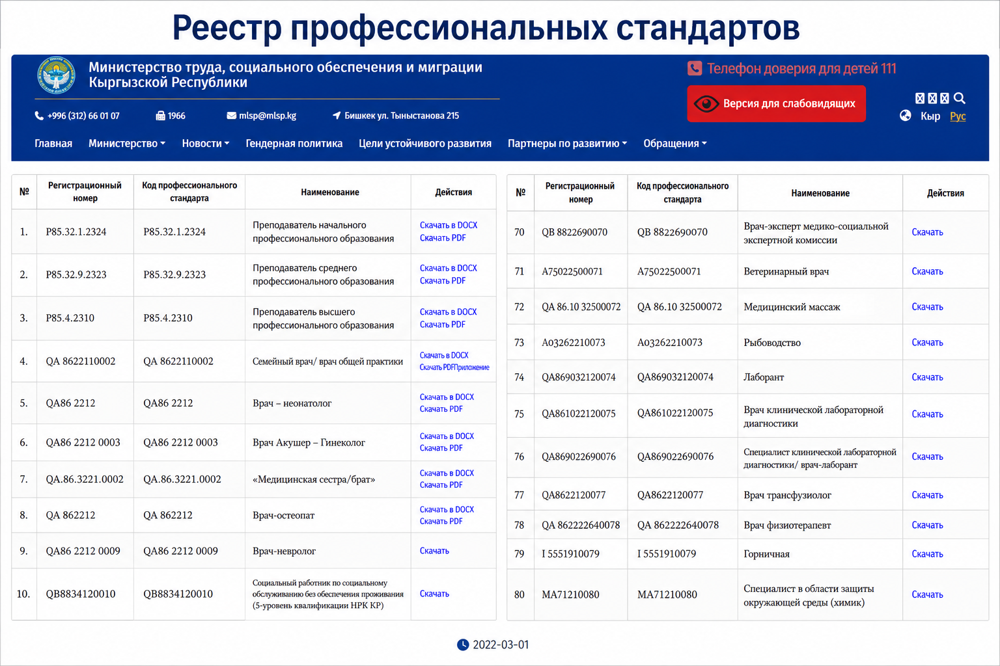 Реестр профессиональных стандартов
Министерство труда, социального обеспечения и миграции
Кыргызской Республики
Телефон доверия для детей 111
Версия для слабовидящих
+996 (312) 66 01 07
1966
mlsp@mlsp.kg
Бишкек ул. Тыныстанова 215
Кыр Рус
Главная Министерство Новости Гендерная политика Цели устойчивого развития Партнеры по развитию Обращения
№ Регистрационный номер Код профессионального стандарта Наименование Действия
1. P85.32.1.2324 P85.32.1.2324 Преподаватель начального профессионального образования Скачать в DOCX Скачать PDF
2. P85.32.9.2323 P85.32.9.2323 Преподаватель среднего профессионального образования Скачать в DOCX Скачать PDF
3. P85.4.2310 P85.4.2310 Преподаватель высшего профессионального образования Скачать в DOCX Скачать PDF
4. QA 8622110002 QA 8622110002 Семейный врач/ врач общей практики Скачать в DOCX Скачать PDFПриложение
5. QA86 2212 QA86 2212 Врач – неонатолог Скачать в DOCX Скачать PDF
6. QA86 2212 0003 QA86 2212 0003 Врач Акушер – Гинеколог Скачать в DOCX Скачать PDF
7. QA.86.3221.0002 QA.86.3221.0002 «Медицинская сестра/брат» Скачать в DOCX Скачать PDF
8. QA 862212 QA 862212 Врач-остеопат Скачать в DOCX Скачать PDF
9. QA86 2212 0009 QA86 2212 0009 Врач-невролог Скачать
10. QB8834120010 QB8834120010 Социальный работник по социальному обслуживанию без обеспечения проживания (5-уровень квалификации НРК КР) Скачать
№ Регистрационный номер Код профессионального стандарта Наименование Действия
70 QB 8822690070 QB 8822690070 Врач-эксперт медико-социальной экспертной комиссии Скачать
71 A75022500071 A75022500071 Ветеринарный врач Скачать
72 QA 86.10 32500072 QA 86.10 32500072 Медицинский массаж Скачать
73 A03262210073 A03262210073 Рыбоводство Скачать
74 QA869032120074 QA869032120074 Лаборант Скачать
75 QA861022120075 QA861022120075 Врач клинической лабораторной диагностики Скачать
76 QA869022690076 QA869022690076 Специалист клинической лабораторной диагностики/ врач-лаборант Скачать
77 QA8622120077 QA8622120077 Врач трансфузиолог Скачать
78 QA 862222640078 QA 862222640078 Врач физиотерапевт Скачать
79 I 5551910079 I 5551910079 Горничная Скачать
80 MA71210080 MA71210080 Специалист в области защиты окружающей среды (химик) Скачать
2022-03-01